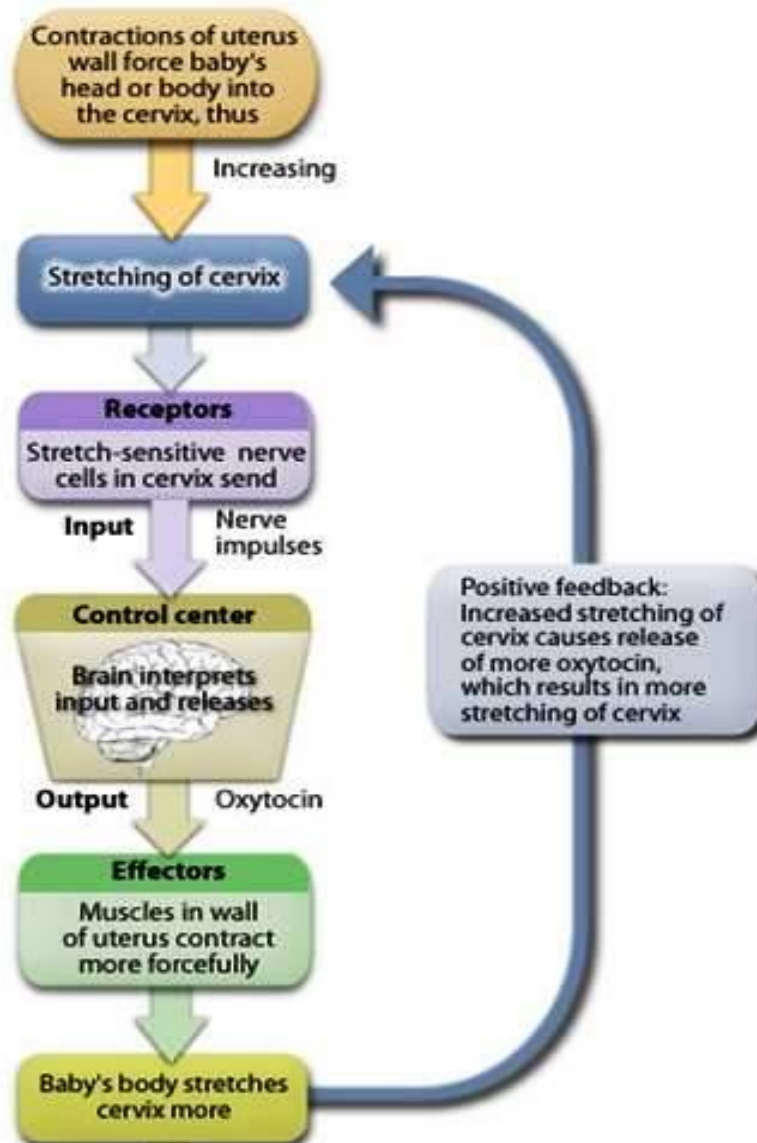 Contractions of uterus
wall force baby's
head or body into
the cervix, thus
Increasing
Stretching of cervix
Receptors
Stretch-sensitive nerve
cells in cervix send
Input
Nerve
impulses
Control center
Brain interprets
input and releases
Output
Oxytocin
Effectors
Muscles in wall
of uterus contract
more forcefully
Baby's body stretches
cervix more
Positive feedback:
Increased stretching of
cervix causes release
of more oxytocin,
which results in more
stretching of cervix